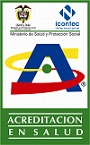 icontec
Ministerio de Salud y Protección Social
ACREDITACION
EN SALUD